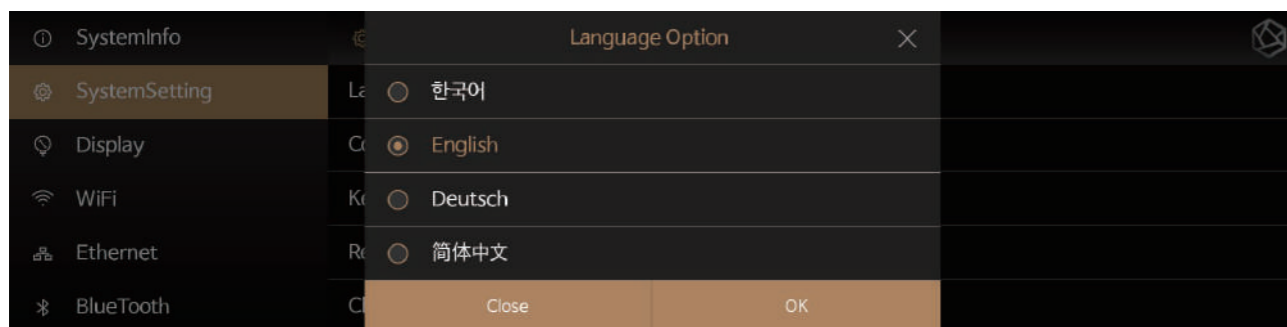 SystemInfo
Language Option
SystemSetting
한국어
Display
English
WiFi
Deutsch
Ethernet
简体中文
BlueTooth
Close
OK